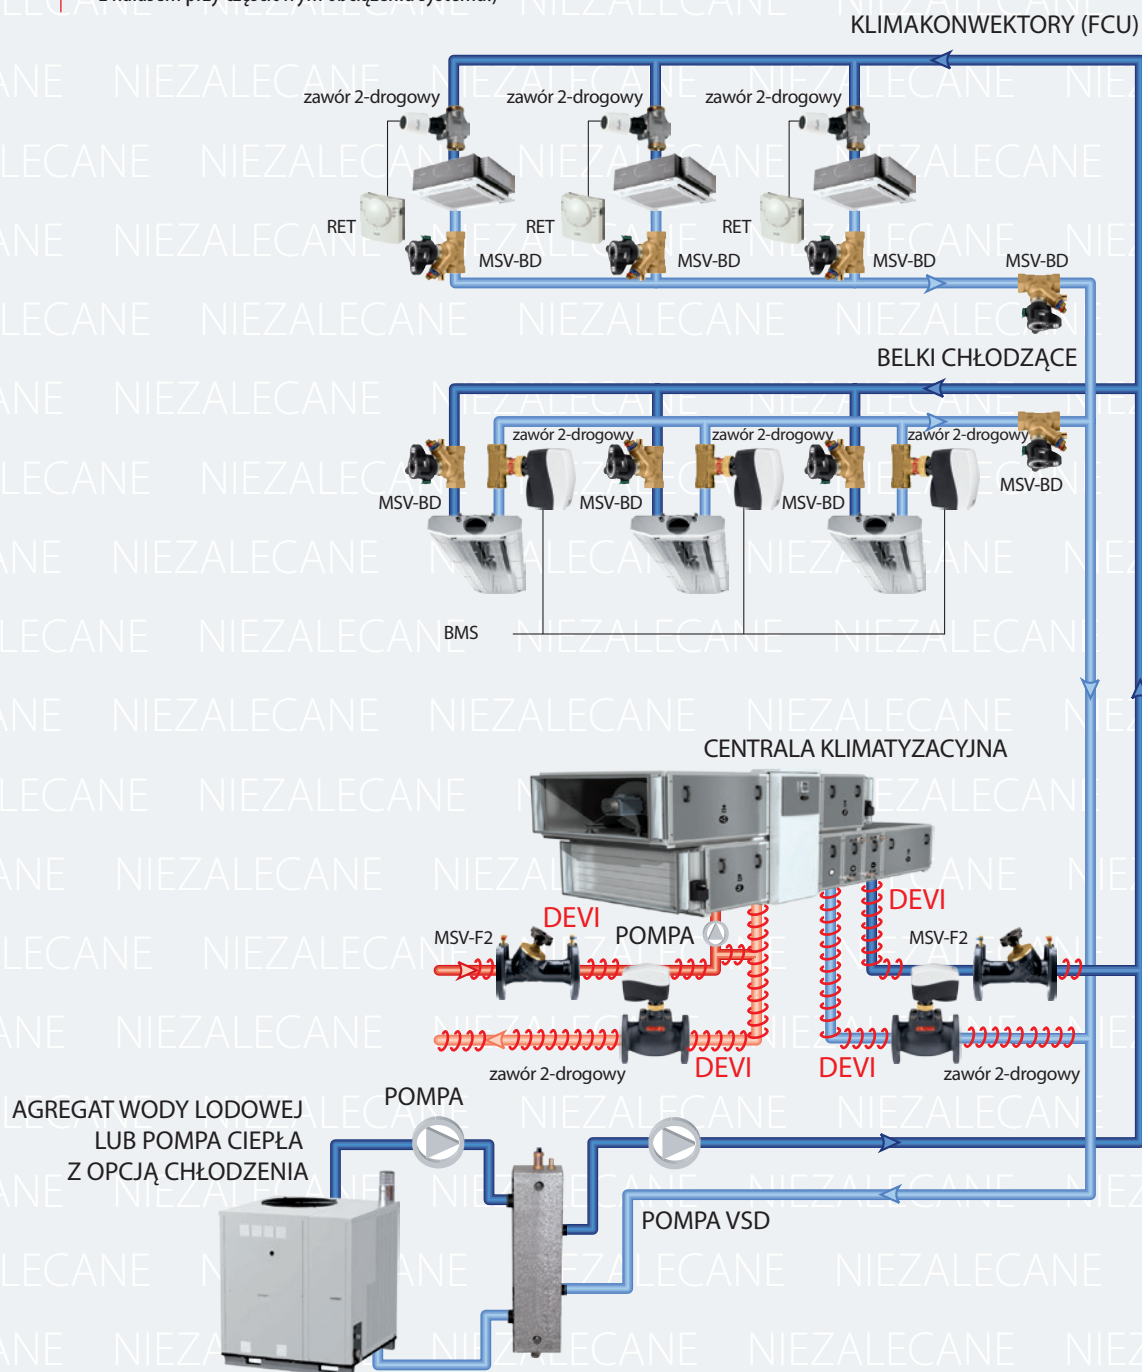 KLIMAKONWEKTORY (FCU)
zawór 2-drogowy
zawór 2-drogowy
zawór 2-drogowy
RET
RET
RET
MSV-BD
MSV-BD
MSV-BD
MSV-BD
BELKI CHŁODZĄCE
zawór 2-drogowy
zawór 2-drogowy
zawór 2-drogowy
MSV-BD
MSV-BD
MSV-BD
MSV-BD
BMS
CENTRALA KLIMATYZACYJNA
DEVI
DEVI
MSV-F2
POMPA
MSV-F2
DEVI
DEVI
zawór 2-drogowy
zawór 2-drogowy
POMPA
AGREGAT WODY LODOWEJ
LUB POMPA CIEPŁA
Z OPCJĄ CHŁODZENIA
POMPA VSD
NIEZALECANE NIEZALECANE NIEZALECANE